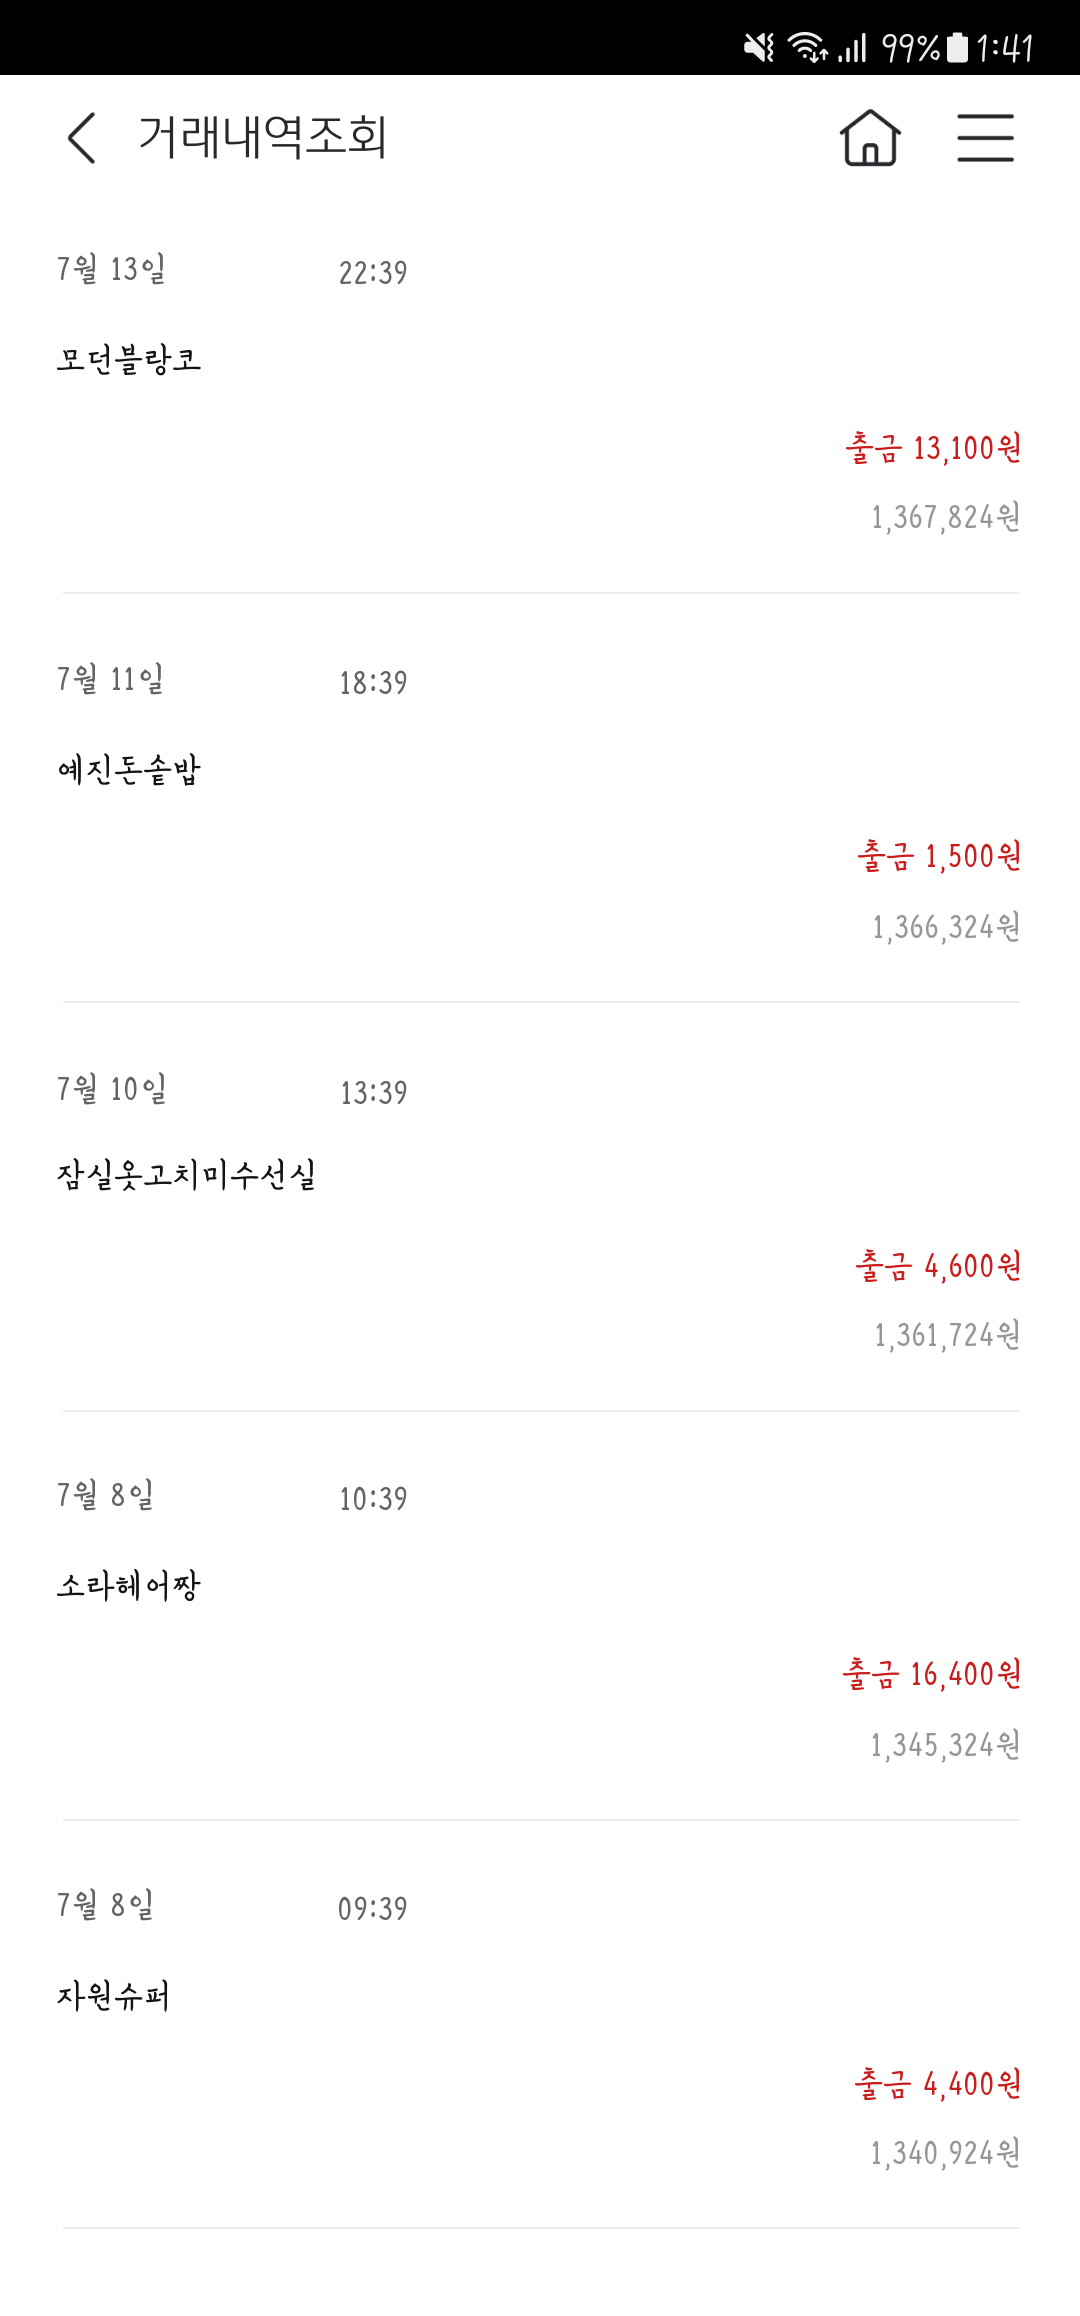 99% 1:41
거래내역조회
7월 13일 22:39
모던블랑코
출금 13,100원
1,367,824원
7월 11일 18:39
예진돈솥밥
출금 1,500원
1,366,324원
7월 10일 13:39
잠실옷고치미수선실
출금 4,600원
1,361,724원
7월 8일 10:39
소라헤어짱
출금 16,400원
1,345,324원
7월 8일 09:39
자원슈퍼
출금 4,400원
1,340,924원